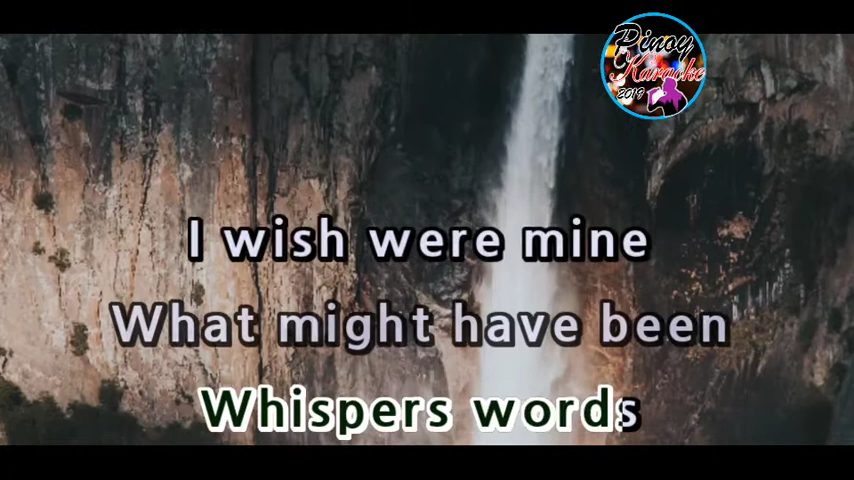 Pinoy
Karaoke
2019
I wish were mine
What might have been
Whispers words